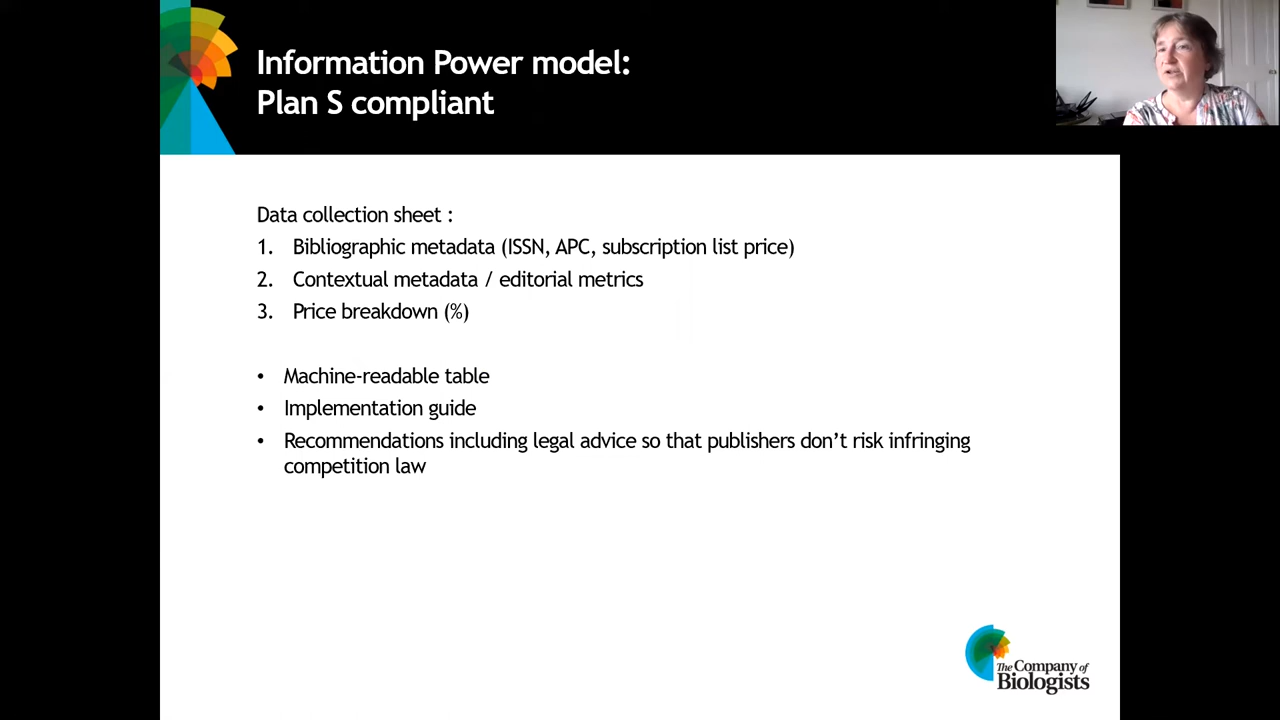 Information Power model:
Plan S compliant
Data collection sheet :
1. Bibliographic metadata (ISSN, APC, subscription list price)
2. Contextual metadata / editorial metrics
3. Price breakdown (%)
• Machine-readable table
• Implementation guide
• Recommendations including legal advice so that publishers don’t risk infringing
competition law
The Company of
Biologists